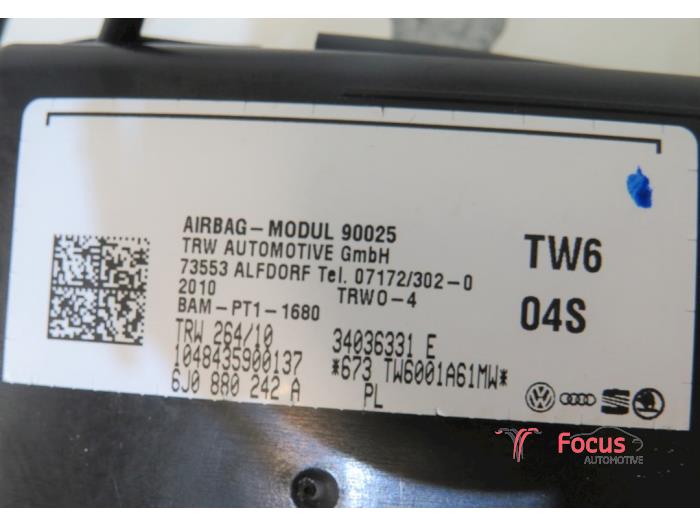 AIRBAG-MODUL 90025
TRW AUTOMOTIVE GmbH
73553 ALFDORF Tel. 07172/302-0
2010 TRWO-4
BAM-PT1-1680
TRW 264/10 34036331 E
1048435900137 *673 TW6001A61MW*
6J0 880 242 A PL
TW6
04S
Focus
AUTOMOTIVE